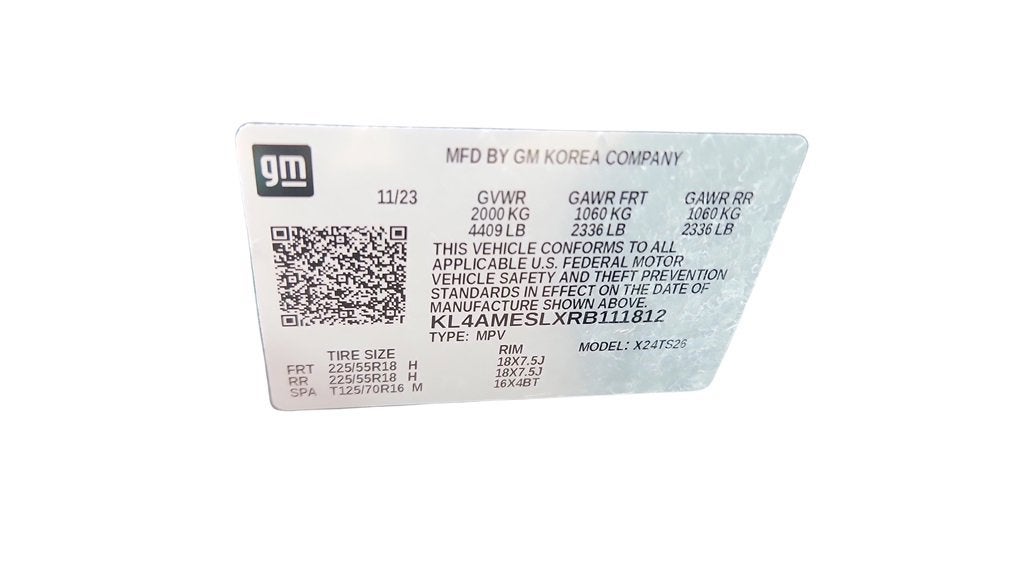 gm
MFD BY GM KOREA COMPANY
11/23 GVWR GAWR FRT GAWR RR
2000 KG 1060 KG 1060 KG
4409 LB 2336 LB 2336 LB
THIS VEHICLE CONFORMS TO ALL
APPLICABLE U.S. FEDERAL MOTOR
VEHICLE SAFETY AND THEFT PREVENTION
STANDARDS IN EFFECT ON THE DATE OF
MANUFACTURE SHOWN ABOVE.
KL4AMESLXRB111812
TYPE: MPV MODEL: X24TS26
TIRE SIZE RIM
FRT 225/55R18 H 18X7.5J
RR 225/55R18 H 18X7.5J
SPA T125/70R16 M 16X4BT